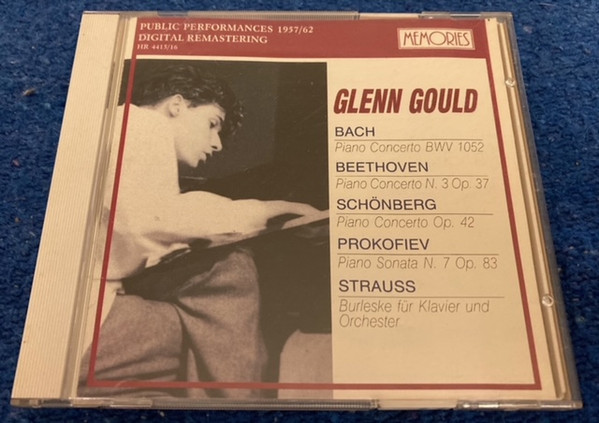 PUBLIC PERFORMANCES 1957/62
DIGITAL REMASTERING
HR 4415/16
MEMORIES
GLENN GOULD
BACH
Piano Concerto BWV 1052
BEETHOVEN
Piano Concerto N. 3 Op. 37
SCHÖNBERG
Piano Concerto Op. 42
PROKOFIEV
Piano Sonata N. 7 Op. 83
STRAUSS
Burleske für Klavier und
Orchester